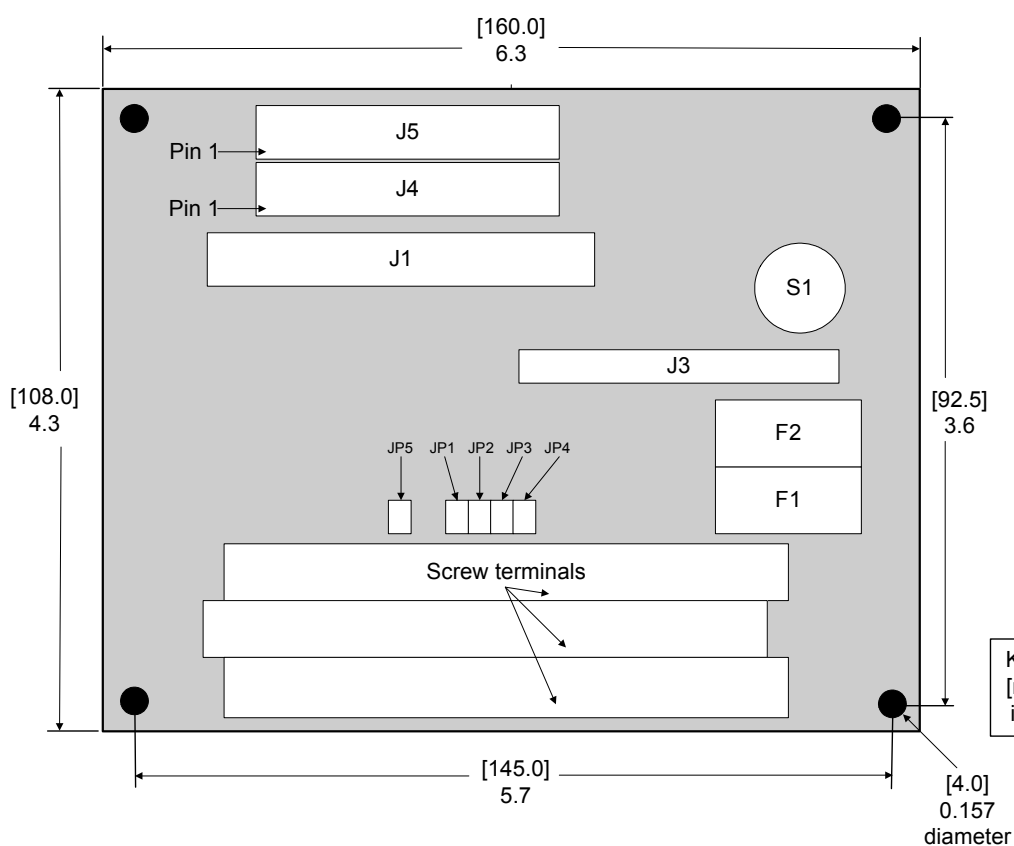 [160.0]
6.3
J5
Pin 1
J4
Pin 1
J1
S1
J3
[108.0]
4.3
[92.5]
3.6
F2
JP5 JP1 JP2 JP3 JP4
F1
Screw terminals
[145.0]
5.7
[4.0]
0.157
diameter